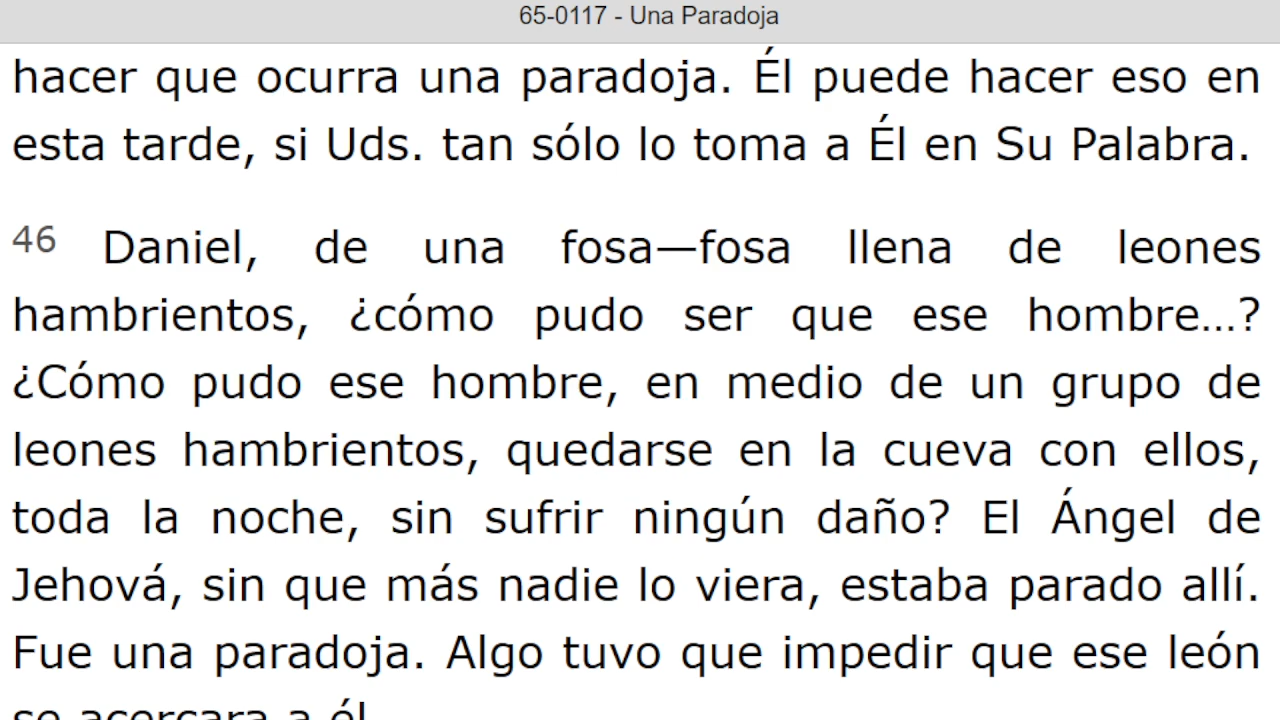 65-0117 - Una Paradoja
hacer que ocurra una paradoja. Él puede hacer eso en
esta tarde, si Uds. tan sólo lo toma a Él en Su Palabra.
46 Daniel, de una fosa—fosa llena de leones
hambrientos, ¿cómo pudo ser que ese hombre...?
¿Cómo pudo ese hombre, en medio de un grupo de
leones hambrientos, quedarse en la cueva con ellos,
toda la noche, sin sufrir ningún daño? El Ángel de
Jehová, sin que más nadie lo viera, estaba parado allí.
Fue una paradoja. Algo tuvo que impedir que ese león
se acercara a él